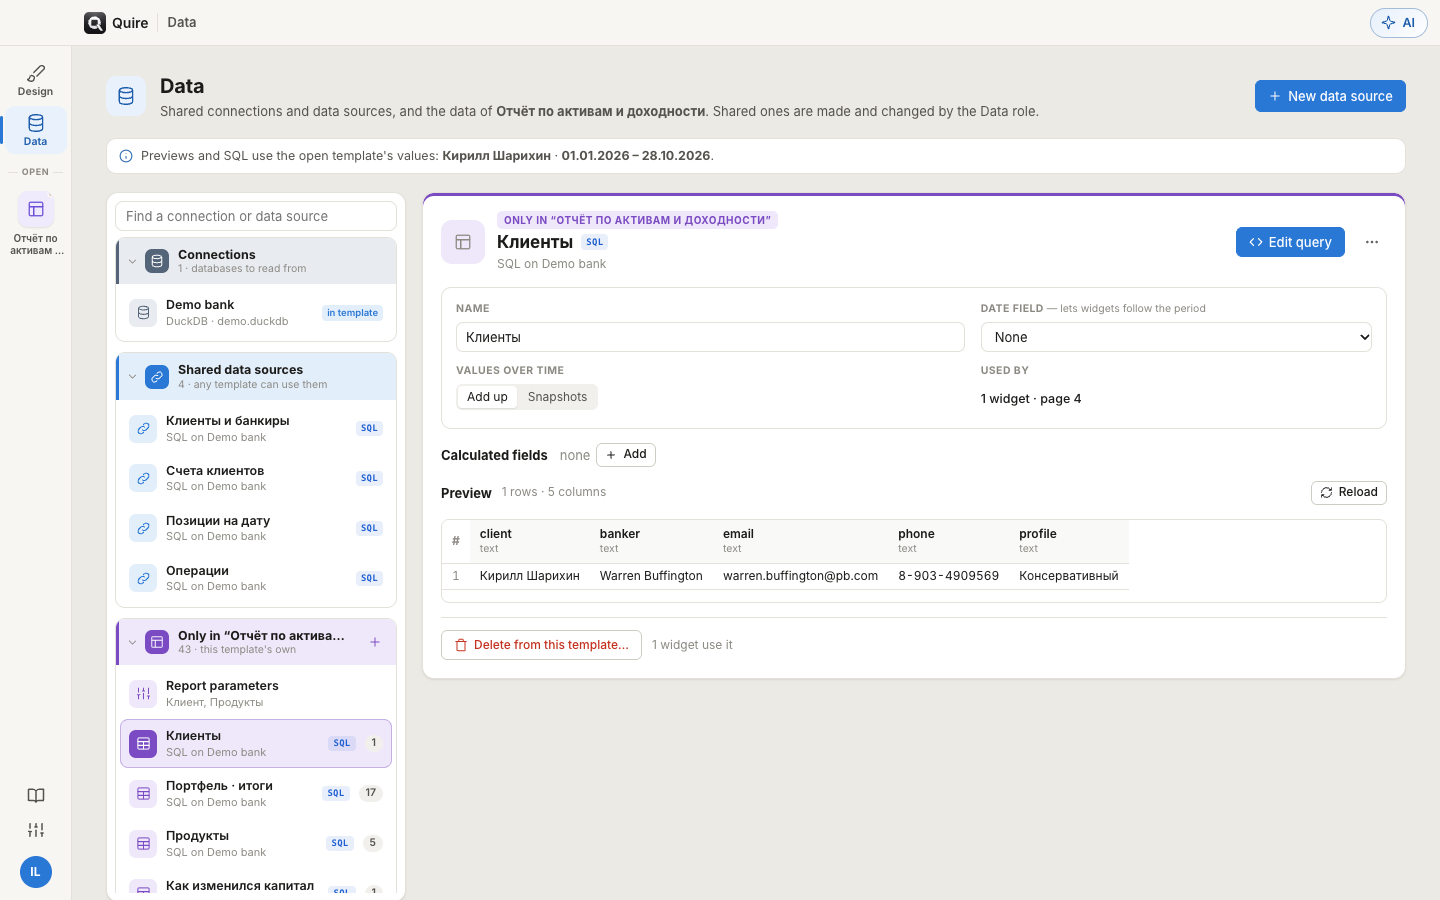 Quire
Data
AI
Design
Data
OPEN
Отчёт по
активам ...
IL
Data
Shared connections and data sources, and the data of Отчёт по активам и доходности. Shared ones are made and changed by the Data role.
+ New data source
Previews and SQL use the open template's values: Кирилл Шарихин · 01.01.2026 – 28.10.2026.
Find a connection or data source
Connections
1 · databases to read from
Demo bank
DuckDB · demo.duckdb
in template
Shared data sources
4 · any template can use them
Клиенты и банкиры
SQL on Demo bank
SQL
Счета клиентов
SQL on Demo bank
SQL
Позиции на дату
SQL on Demo bank
SQL
Операции
SQL on Demo bank
SQL
Only in “Отчёт по актива...
43 · this template's own
+
Report parameters
Клиент, Продукты
Клиенты
SQL on Demo bank
SQL
1
Портфель · итоги
SQL on Demo bank
SQL
17
Продукты
SQL on Demo bank
SQL
5
Как изменился капитал
SQL
1
ONLY IN “ОТЧЁТ ПО АКТИВАМ И ДОХОДНОСТИ”
Клиенты SQL
SQL on Demo bank
Edit query
...
NAME
Клиенты
DATE FIELD — lets widgets follow the period
None
VALUES OVER TIME
Add up Snapshots
USED BY
1 widget · page 4
Calculated fields none + Add
Preview 1 rows · 5 columns
Reload
# client banker email phone profile
text text text text text
1 Кирилл Шарихин Warren Buffington warren.buffington@pb.com 8-903-4909569 Консервативный
Delete from this template... 1 widget use it